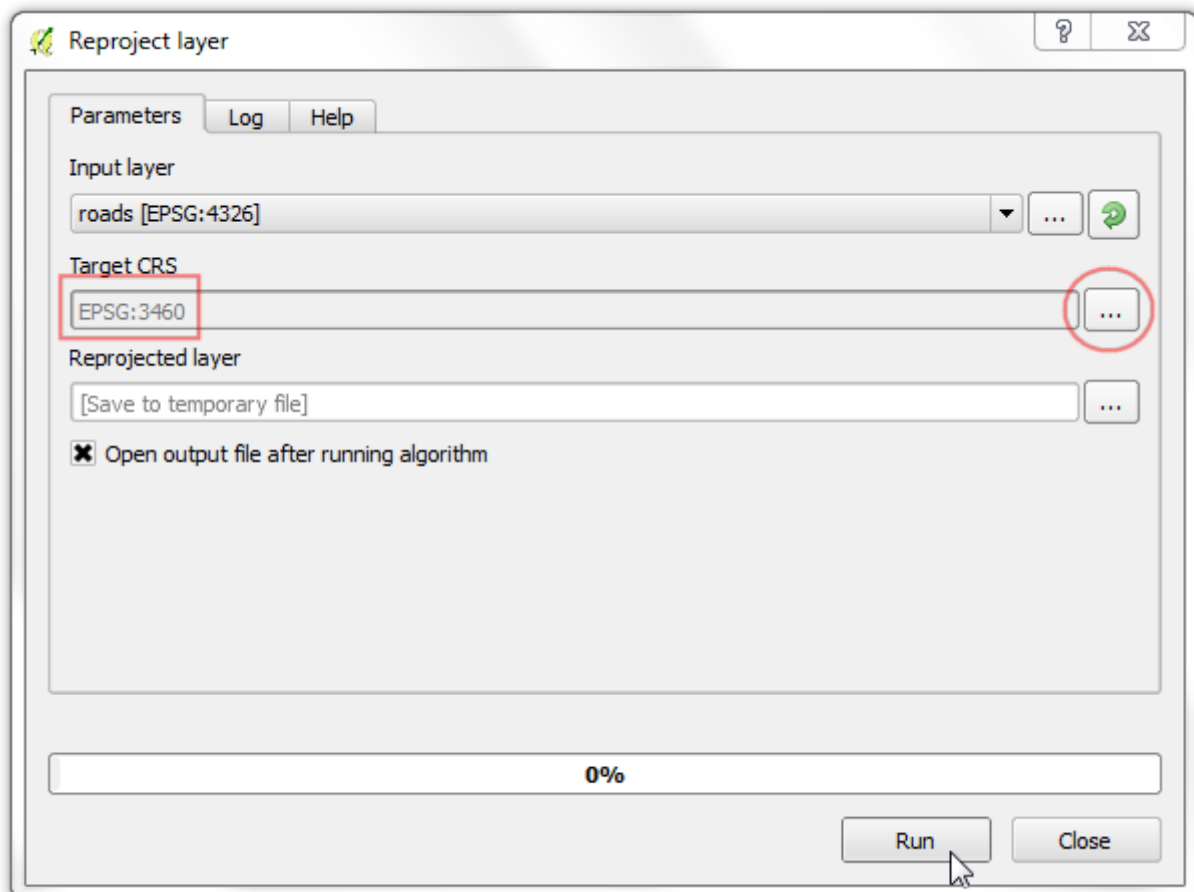 Reproject layer
Parameters Log Help
Input layer
roads [EPSG:4326]
...
Target CRS
EPSG:3460
...
Reprojected layer
[Save to temporary file]
...
Open output file after running algorithm
0%
Run Close